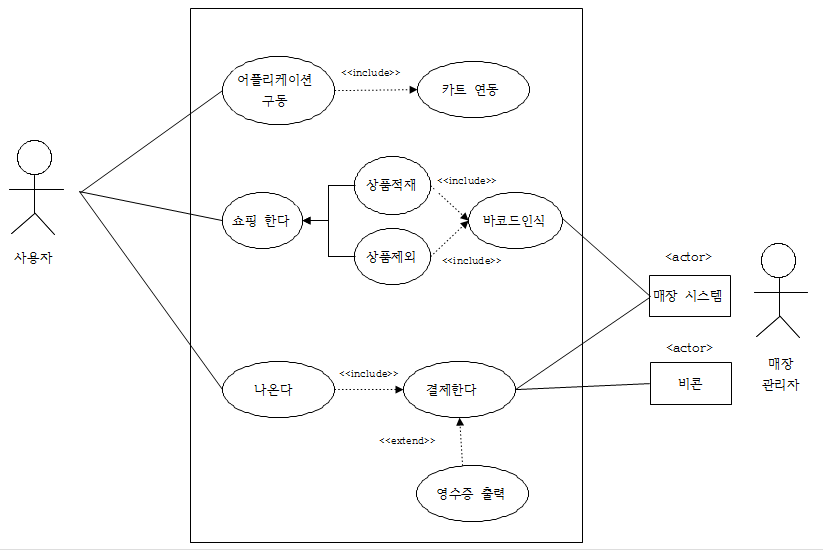 어플리케이션
구동
<<include>>
카트 연동
사용자
쇼핑 한다
상품적재
<<include>>
바코드인식
상품제외
<<include>>
<actor>
매장 시스템
<actor>
비콘
매장
관리자
나온다
<<include>>
결제한다
<<extend>>
영수증 출력